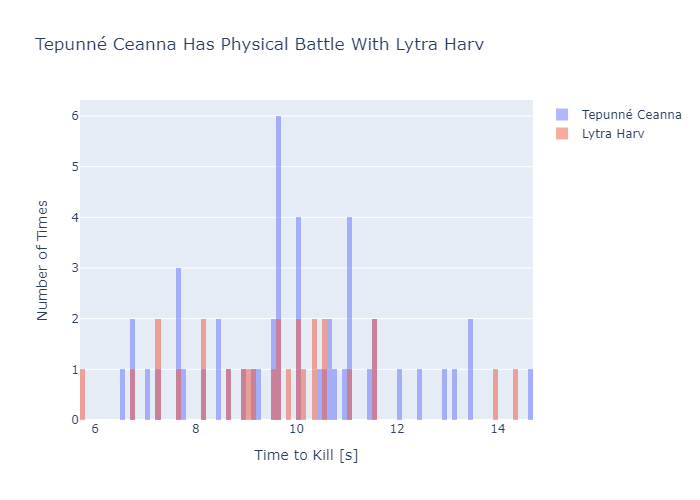 Tepunné Ceanna Has Physical Battle With Lytra Harv
Tepunné Ceanna
Lytra Harv
Number of Times
6
5
4
3
2
1
0
6
8
10
12
14
Time to Kill [s]